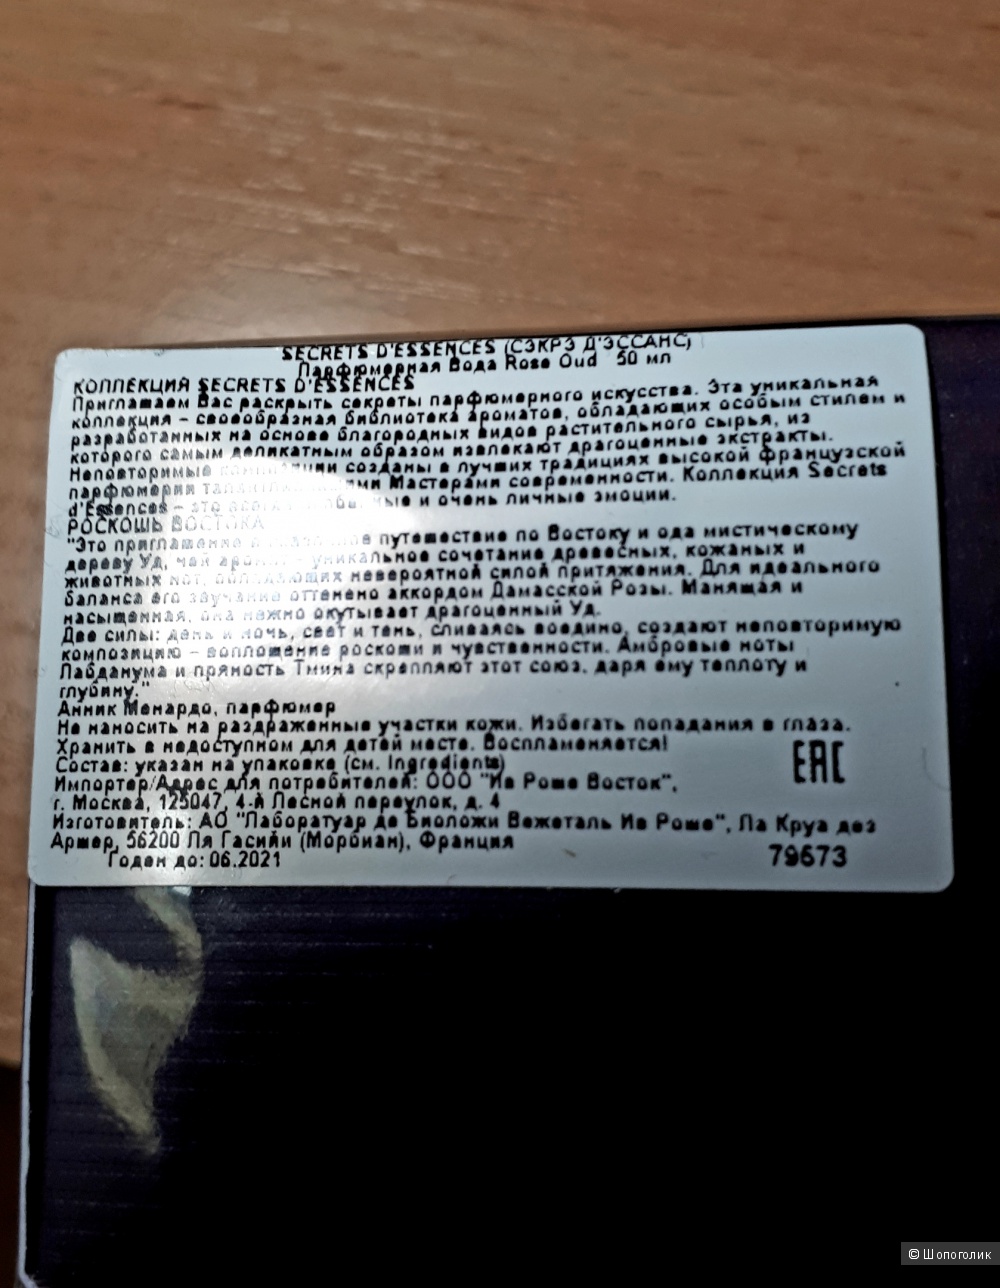 SECRETS D'ESSENCES (СЭКРЭ Д'ЭССАНС)
Парфюмерная Вода Rose Oud 50 мл
КОЛЛЕКЦИЯ SECRETS D'ESSENCES
Приглашаем Вас раскрыть секреты парфюмерного искусства. Эта уникальная
коллекция – своеобразная библиотека ароматов, обладающих особым стилем и
разработанных на основе благородных видов растительного сырья, из
которого самым деликатным образом извлекают драгоценные экстракты.
Неповторимые созданы в лучших традициях высокой французской
парфюмерии Мастерами современности. Коллекция Secrets
d'Essences – это и очень личные эмоции.
РОСКОШЬ ВОСТОКА
"Это приглашение в путешествие по Востоку и ода мистическому
дереву Уд, чей аромат – уникальное сочетание древесных, кожаных и
животных нот, обладающих невероятной силой притяжения. Для идеального
баланса его звучание оттенено аккордом Дамасской Розы. Манящая и
насыщенная, она нежно окутывает драгоценный Уд.
Две силы: день и ночь, свет и тень, сливаясь воедино, создают неповторимую
композицию – воплощение роскоши и чувственности. Амбровые ноты
Лабданума и пряность Тмина скрепляют этот союз, даря ему теплоту и
глубину."
Анник Менардо, парфюмер
Не наносить на раздраженные участки кожи. Избегать попадания в глаза.
Хранить в недоступном для детей месте. Воспламеняется!
Состав: указан на упаковке (см. Ingredients)
EAC
Импортер/Адрес для потребителей: ООО "Ив Роше Восток",
г. Москва, 125047, 4-й Лесной переулок, д. 4
Изготовитель: АО "Лаборатуар де Биоложи Вежеталь Ив Роше", Ла Круа дез
Аршер, 56200 Ля Гасийи (Морбиан), Франция
Годен до: 06.2021
79673
© Шопоголик